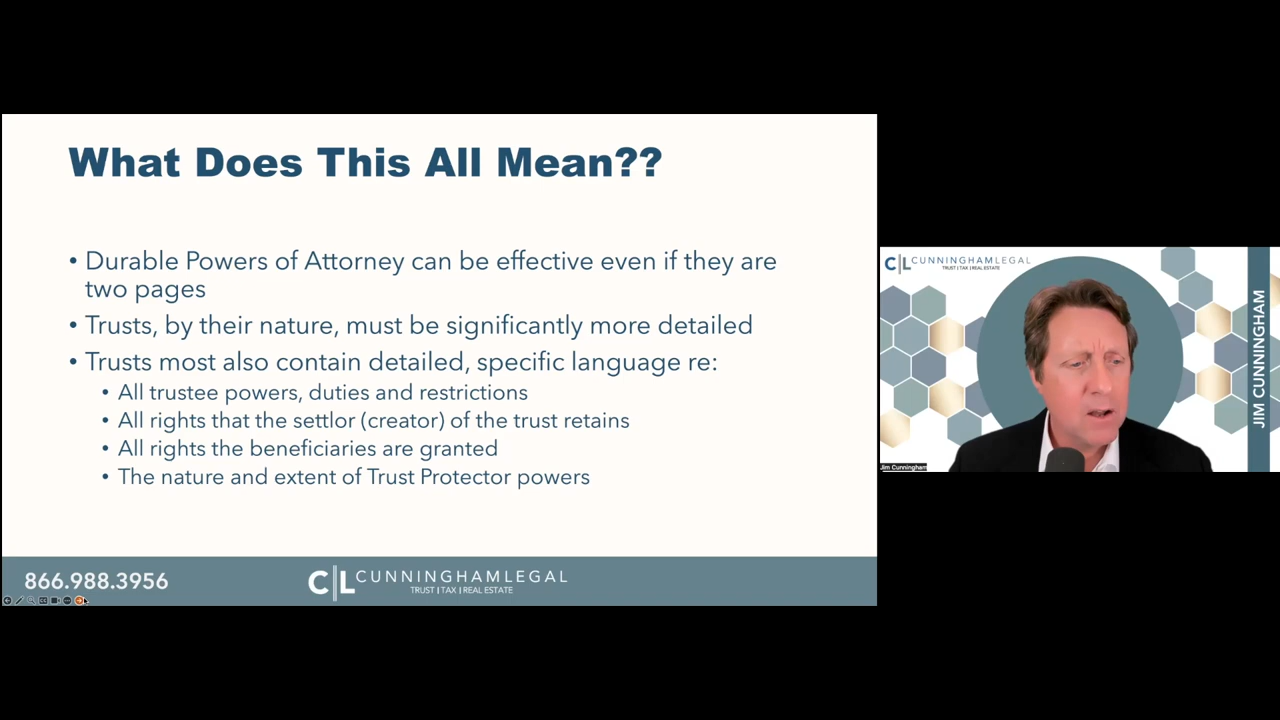 What Does This All Mean??
• Durable Powers of Attorney can be effective even if they are
two pages
• Trusts, by their nature, must be significantly more detailed
• Trusts most also contain detailed, specific language re:
• All trustee powers, duties and restrictions
• All rights that the settlor (creator) of the trust retains
• All rights the beneficiaries are granted
• The nature and extent of Trust Protector powers
866.988.3956
CL CUNNINGHAMLEGAL
TRUST | TAX | REAL ESTATE
CL CUNNINGHAMLEGAL
TRUST | TAX | REAL ESTATE
JIM CUNNINGHAM
Jim Cunningham